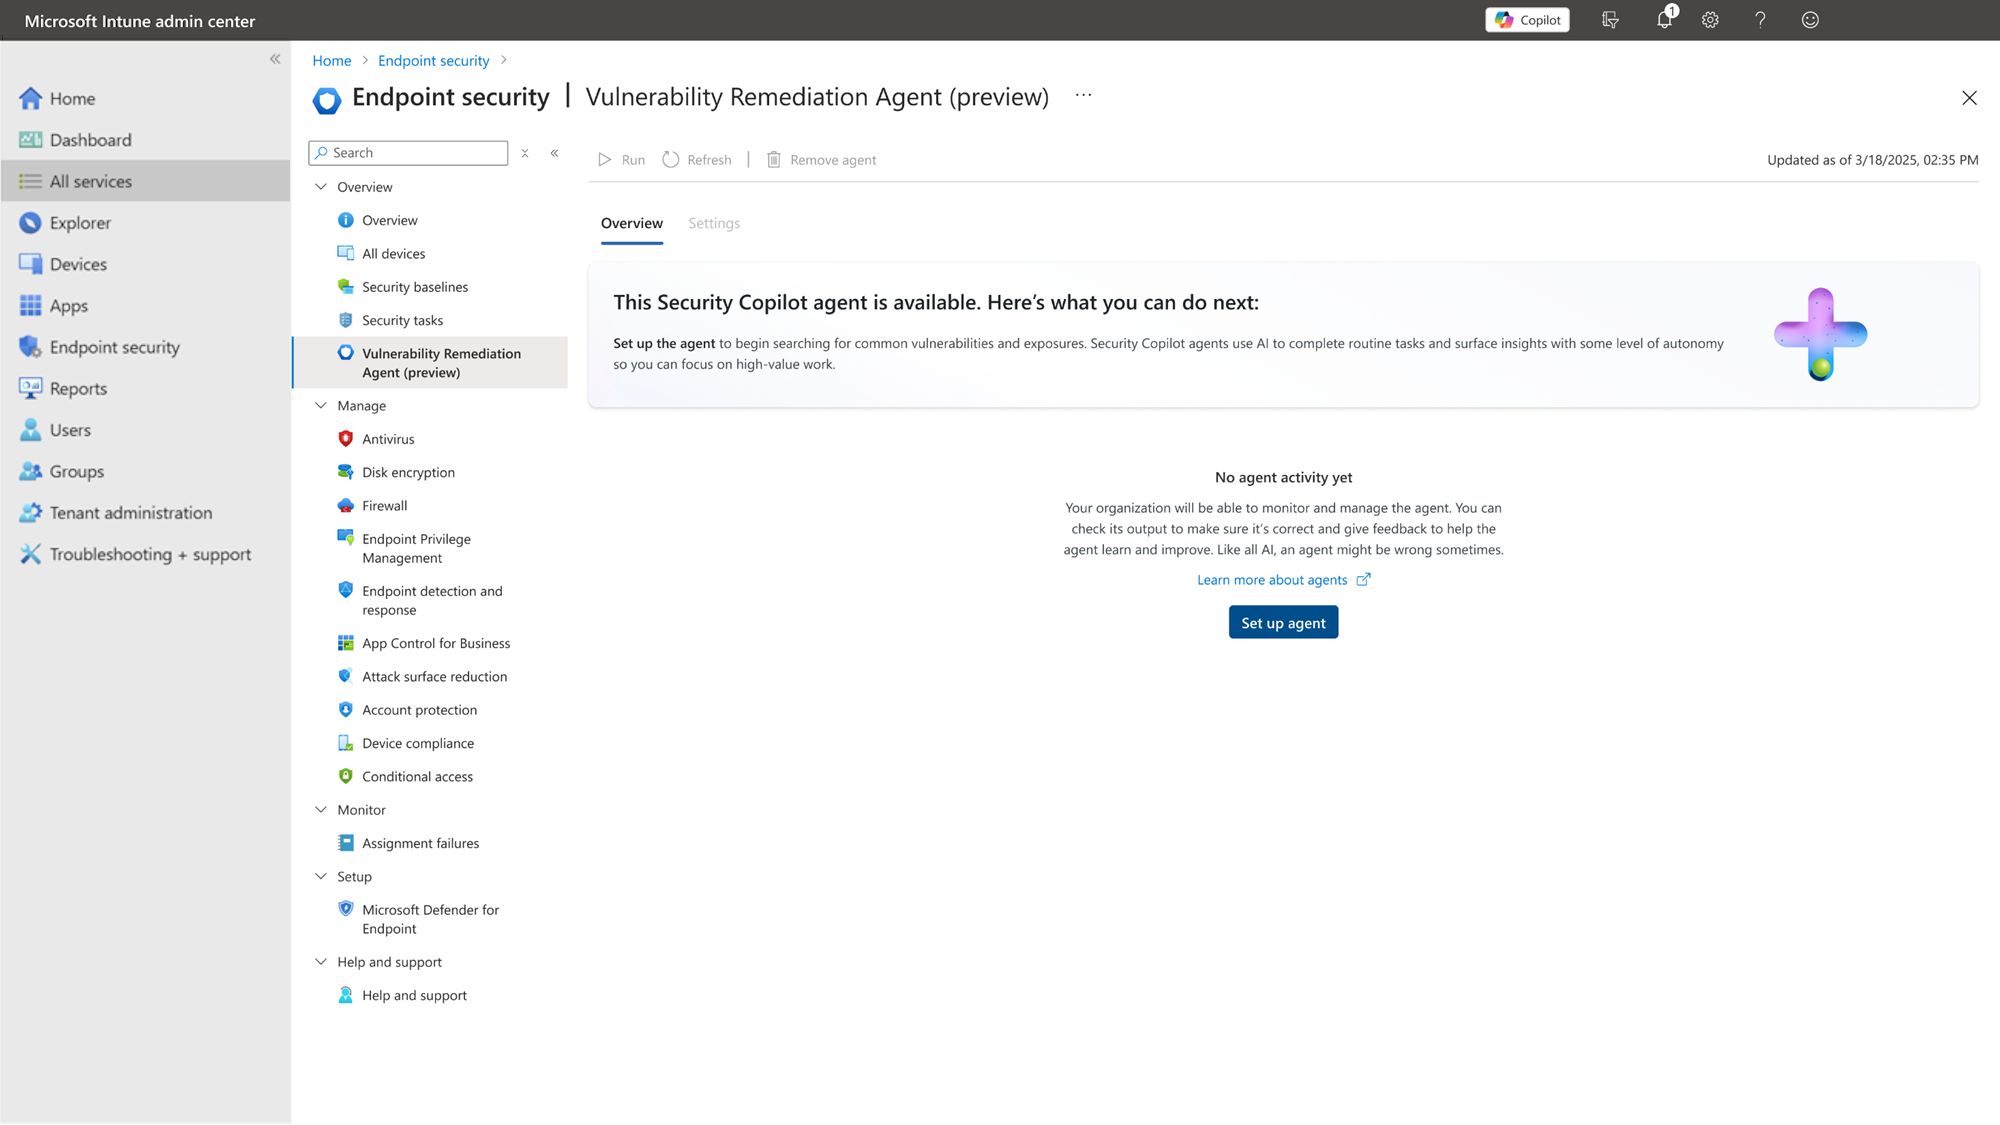 Microsoft Intune admin center
Copilot
1
Home
Dashboard
All services
Explorer
Devices
Apps
Endpoint security
Reports
Users
Groups
Tenant administration
Troubleshooting + support
Home > Endpoint security >
Endpoint security | Vulnerability Remediation Agent (preview) ...
Search
Overview
Overview
All devices
Security baselines
Security tasks
Vulnerability Remediation
Agent (preview)
Manage
Antivirus
Disk encryption
Firewall
Endpoint Privilege
Management
Endpoint detection and
response
App Control for Business
Attack surface reduction
Account protection
Device compliance
Conditional access
Monitor
Assignment failures
Setup
Microsoft Defender for
Endpoint
Help and support
Help and support
Run Refresh | Remove agent
Updated as of 3/18/2025, 02:35 PM
Overview Settings
This Security Copilot agent is available. Here’s what you can do next:
Set up the agent to begin searching for common vulnerabilities and exposures. Security Copilot agents use AI to complete routine tasks and surface insights with some level of autonomy
so you can focus on high-value work.
No agent activity yet
Your organization will be able to monitor and manage the agent. You can
check its output to make sure it’s correct and give feedback to help the
agent learn and improve. Like all AI, an agent might be wrong sometimes.
Learn more about agents
Set up agent